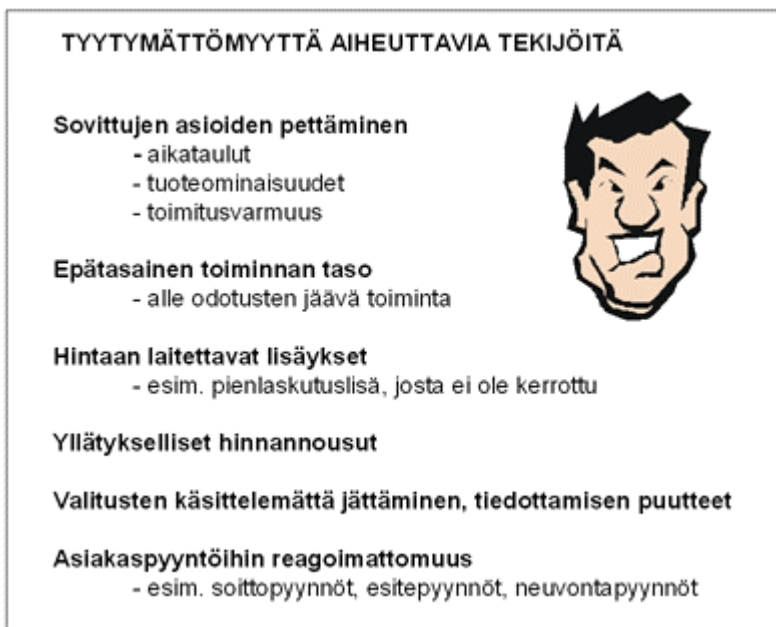 TYYTYMÄTTÖMYYTTÄ AIHEUTTAVIA TEKIJÖITÄ
Sovittujen asioiden pettäminen
- aikataulut
- tuoteominaisuudet
- toimitusvarmuus
Epätasainen toiminnan taso
- alle odotusten jäävä toiminta
Hintaan laitettavat lisäykset
- esim. pienlaskutuslisä, josta ei ole kerrottu
Yllätykselliset hinnannousut
Valitusten käsittelemättä jättäminen, tiedottamisen puutteet
Asiakaspyyntöihin reagoimattomuus
- esim. soittopyynnöt, esitepyynnöt, neuvontapyynnöt